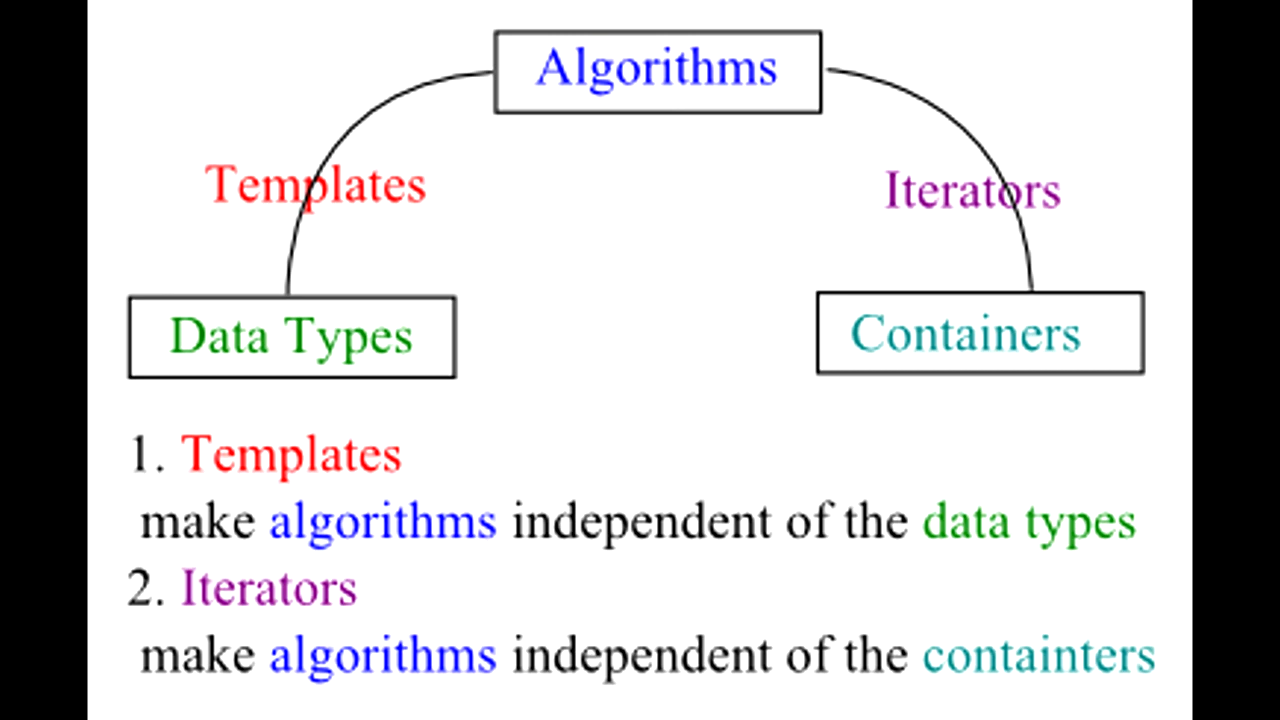 Algorithms
Templates
Iterators
Data Types
Containers
1. Templates
make algorithms independent of the data types
2. Iterators
make algorithms independent of the containters